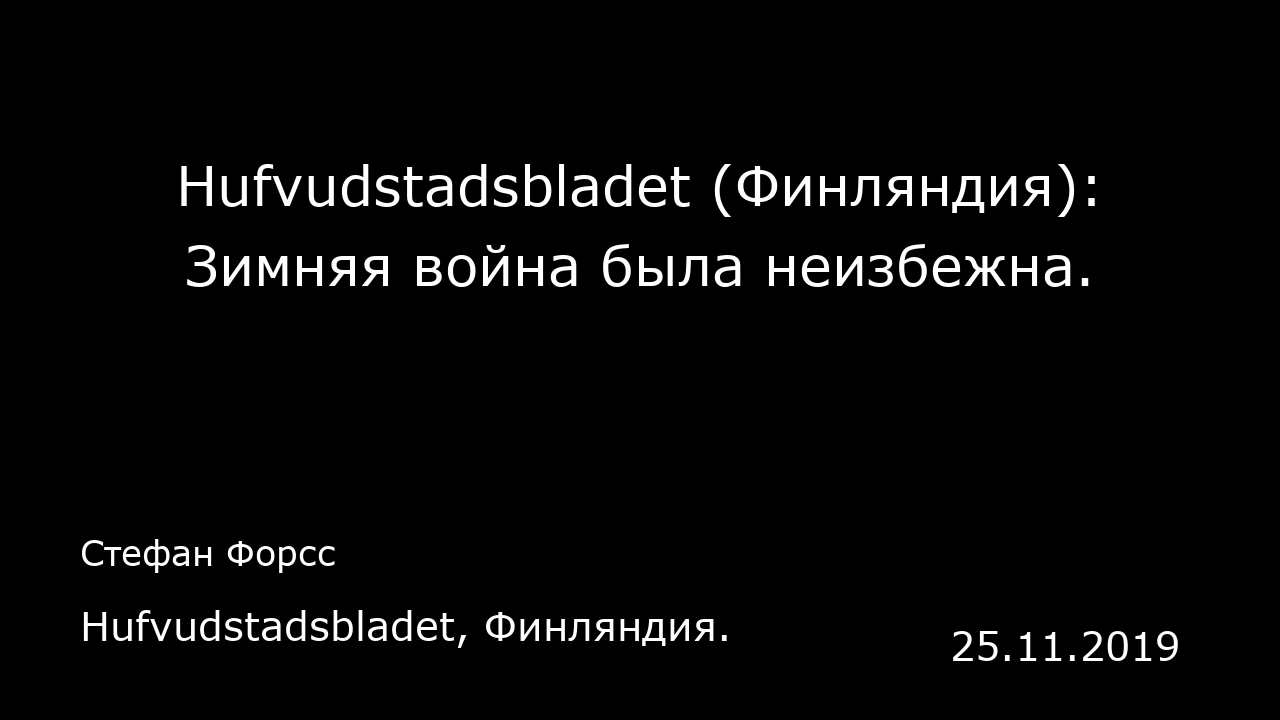 Hufvudstadsbladet (Финляндия):
Зимняя война была неизбежна.
Стефан Форсс
Hufvudstadsbladet, Финляндия.
25.11.2019